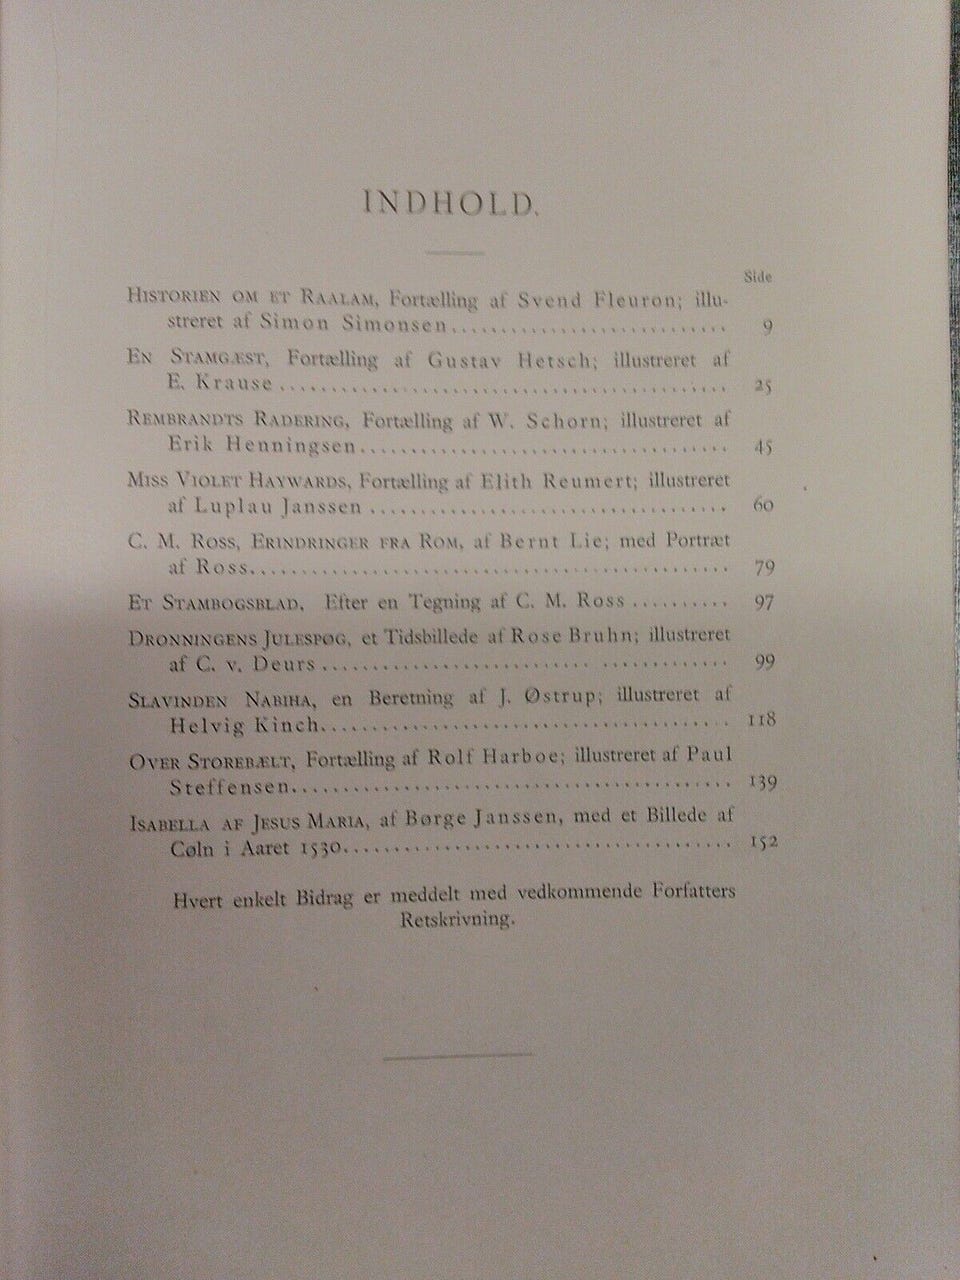 INDHOLD.
Side
HISTORIEN OM ET RAALAM, Fortælling af Svend Fleuron; illu-
streret af Simon Simonsen........................... 9
EN STAMGÆST, Fortælling af Gustav Hetsch; illustreret af
E. Krause............................................ 25
REMBRANDTS RADERING, Fortælling af W. Schorn; illustreret af
Erik Henningsen.................................... 45
MISS VIOLET HAYWARDS, Fortælling af Elith Reumert; illustreret
af Luplau Janssen................................... 60
C. M. ROSS, ERINDRINGER FRA ROM, af Bernt Lie; med Portræt
af Ross.............................................. 79
ET STAMBOGSBLAD. Efter en Tegning af C. M. Ross.......... 97
DRONNINGENS JULESPØG, et Tidsbillede af Rose Bruhn; illustreret
af C. v. Deurs....................................... 99
SLAVINDEN NABIHA, en Beretning af J. Østrup; illustreret af
Helvig Kinch........................................ 118
OVER STOREBÆLT, Fortælling af Rolf Harboe; illustreret af Paul
Steffensen........................................... 139
ISABELLA AF JESUS MARIA, af Børge Janssen, med et Billede af
Cøln i Aaret 1530................................... 152
Hvert enkelt Bidrag er meddelt med vedkommende Forfatters
Retskrivning.